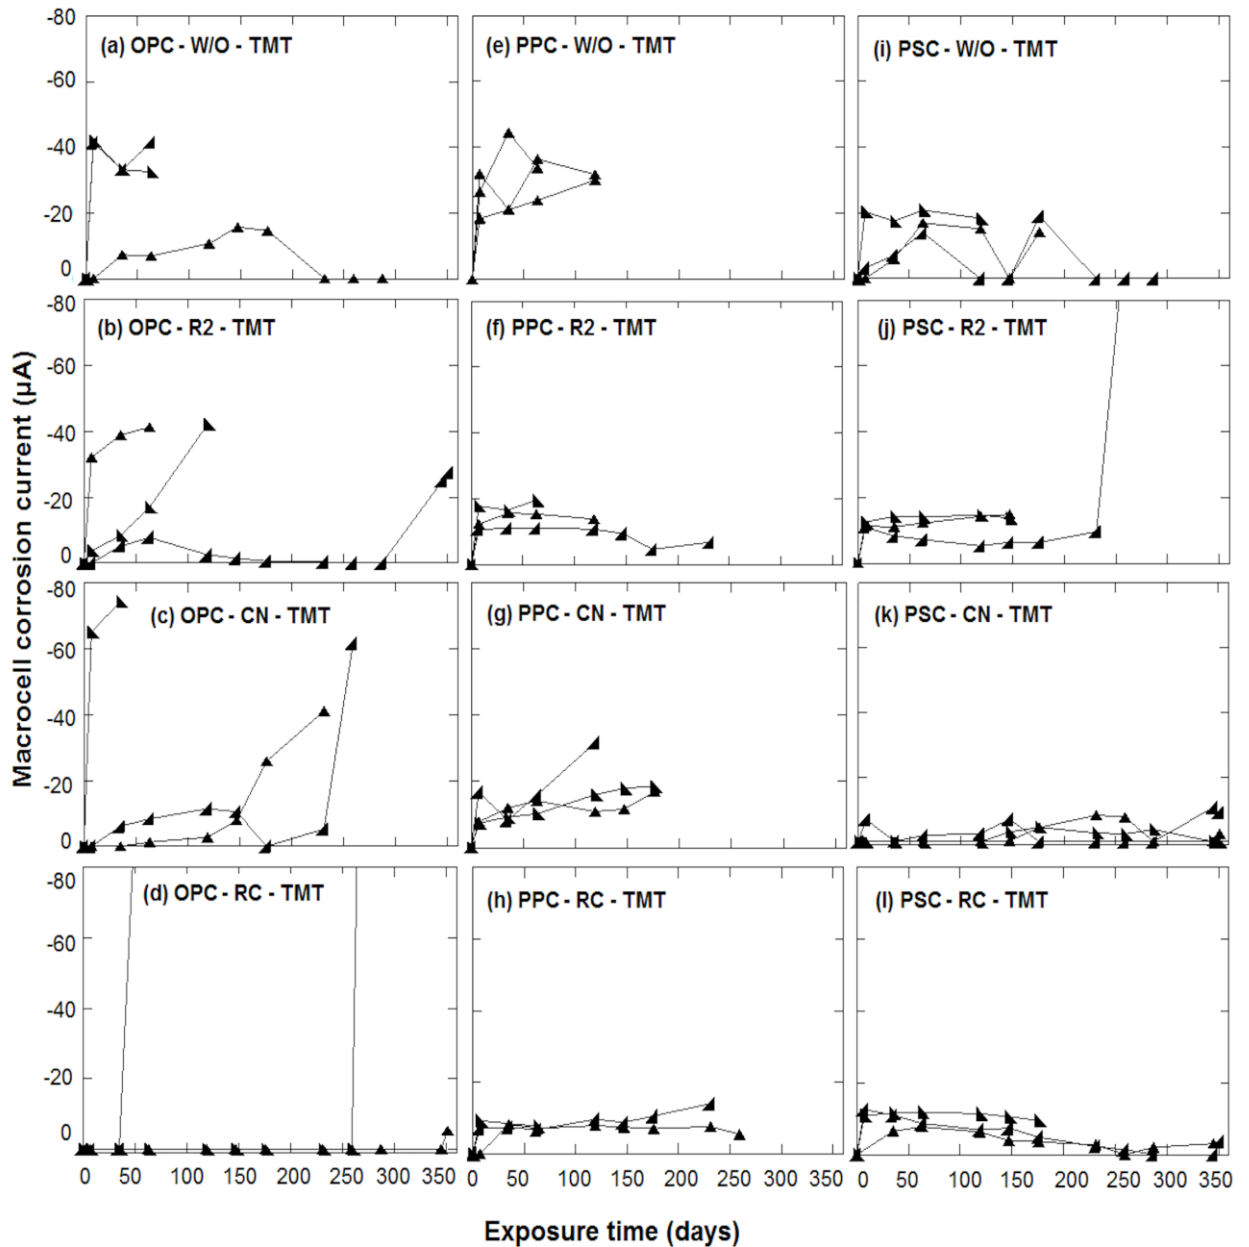 -80
-60
-40
-20
0
(a) OPC - W/O - TMT
(e) PPC - W/O - TMT
(i) PSC - W/O - TMT
-80
-60
-40
-20
0
(b) OPC - R2 - TMT
(f) PPC - R2 - TMT
(j) PSC - R2 - TMT
-80
-60
-40
-20
0
(c) OPC - CN - TMT
(g) PPC - CN - TMT
(k) PSC - CN - TMT
-80
-60
-40
-20
0
(d) OPC - RC - TMT
(h) PPC - RC - TMT
(l) PSC - RC - TMT
0 50 100 150 200 250 300 350
0 50 100 150 200 250 300 350
0 50 100 150 200 250 300 350
Macrocell corrosion current (µA)
Exposure time (days)